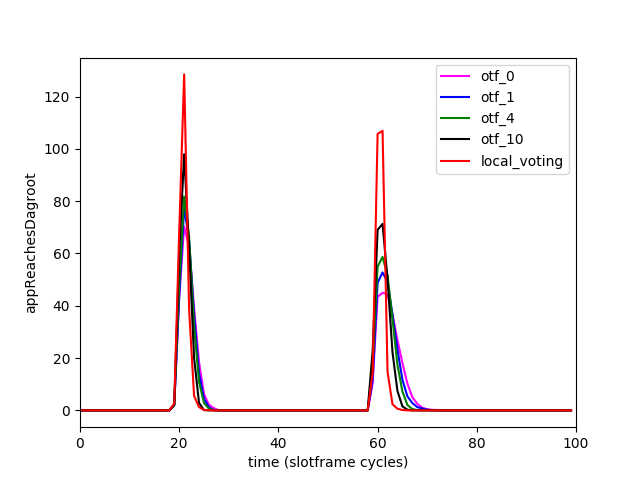 otf_0
otf_1
otf_4
otf_10
local_voting
120
100
80
60
40
20
0
appReachesDagroot
0 20 40 60 80 100
time (slotframe cycles)